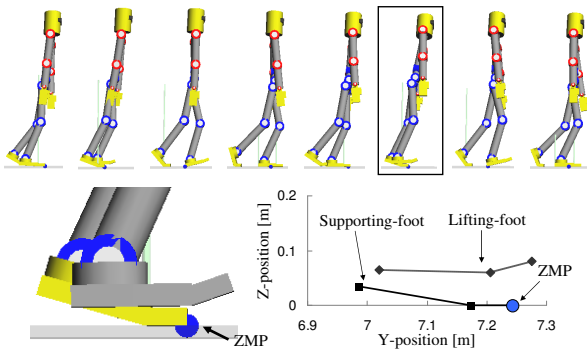 ZMP
0.2
0.1
0
Z-position [m]
Supporting-foot
Lifting-foot
ZMP
6.9
7
7.1
7.2
7.3
Y-position [m]